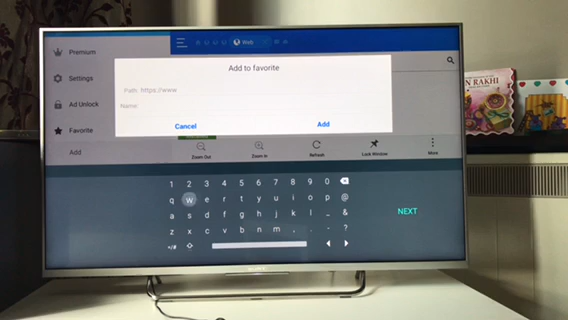 Premium
Settings
Ad Unlock
Favorite
Add
Web
Add to favorite
Path: https://www
Name:
Cancel
Add
Zoom Out
Zoom In
Refresh
Lock Window
More
1 2 3 4 5 6 7 8 9 0
q w e r t y u i o p @
a s d f g h j k l _ &
z x c v b n m , . - ?
*/#
NEXT
SONY
RAKHI